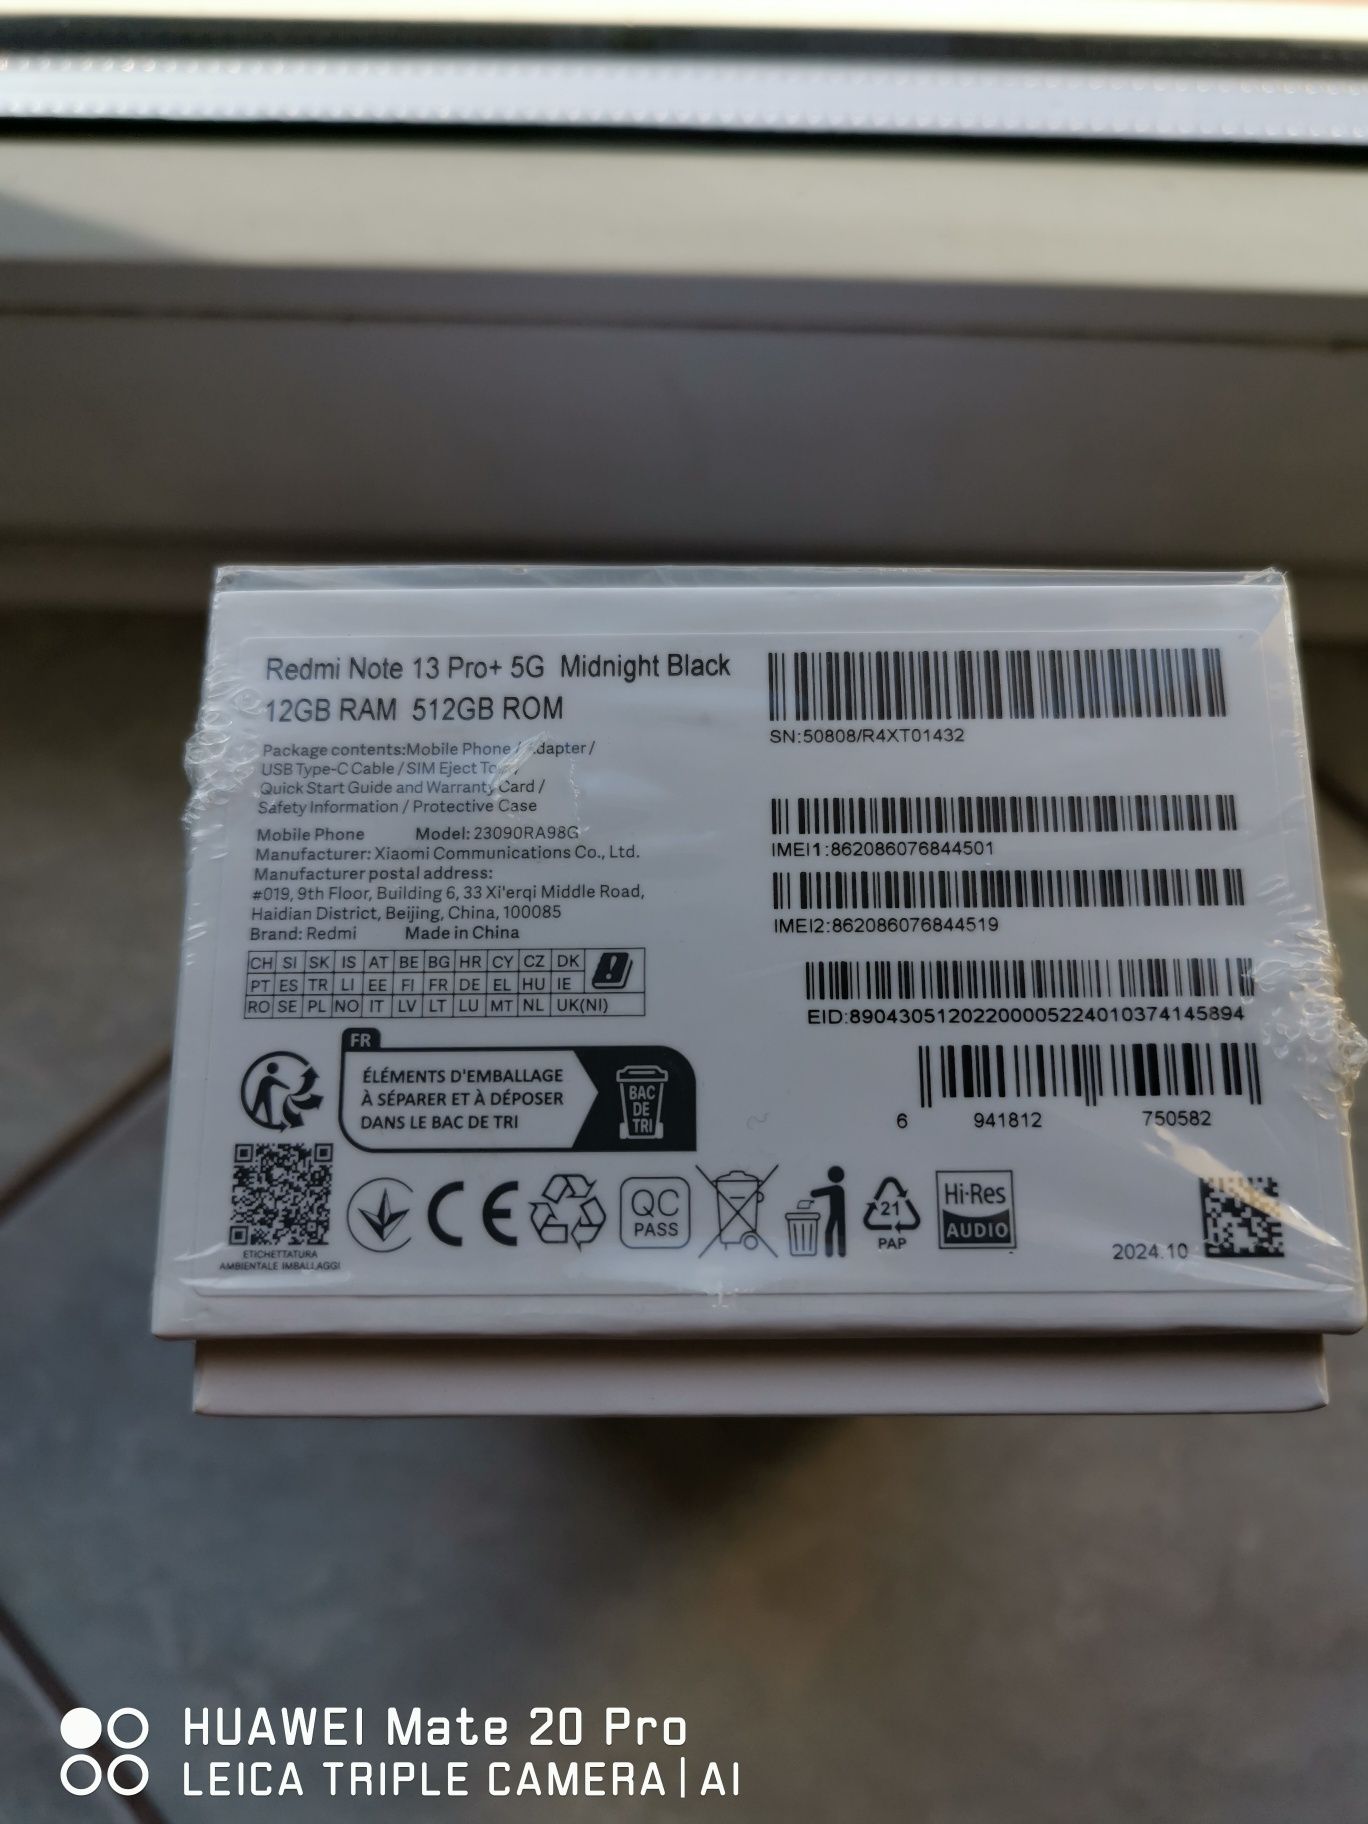 Redmi Note 13 Pro+ 5G Midnight Black
12GB RAM 512GB ROM
Package contents:Mobile Phone / Adapter /
USB Type-C Cable / SIM Eject Tool /
Quick Start Guide and Warranty Card /
Safety Information / Protective Case
Mobile Phone Model: 23090RA98G
Manufacturer: Xiaomi Communications Co., Ltd.
Manufacturer postal address:
#019, 9th Floor, Building 6, 33 Xi'erqi Middle Road,
Haidian District, Beijing, China, 100085
Brand: Redmi Made in China
CH SI SK IS AT BE BG HR CY CZ DK
PT ES TR LI EE FI FR DE EL HU IE
RO SE PL NO IT LV LT LU MT NL UK(NI)
FR
ÉLÉMENTS D'EMBALLAGE
À SÉPARER ET À DÉPOSER
DANS LE BAC DE TRI
BAC
DE
TRI
ETICHETTATURA
AMBIENTALE IMBALLAGGI
CE
QC
PASS
21
PAP
Hi-Res
AUDIO
SN:50808/R4XT01432
IMEI1:862086076844501
IMEI2:862086076844519
EID:89043051202200005224010374145894
6 941812 750582
2024.10
HUAWEI Mate 20 Pro
LEICA TRIPLE CAMERA | AI